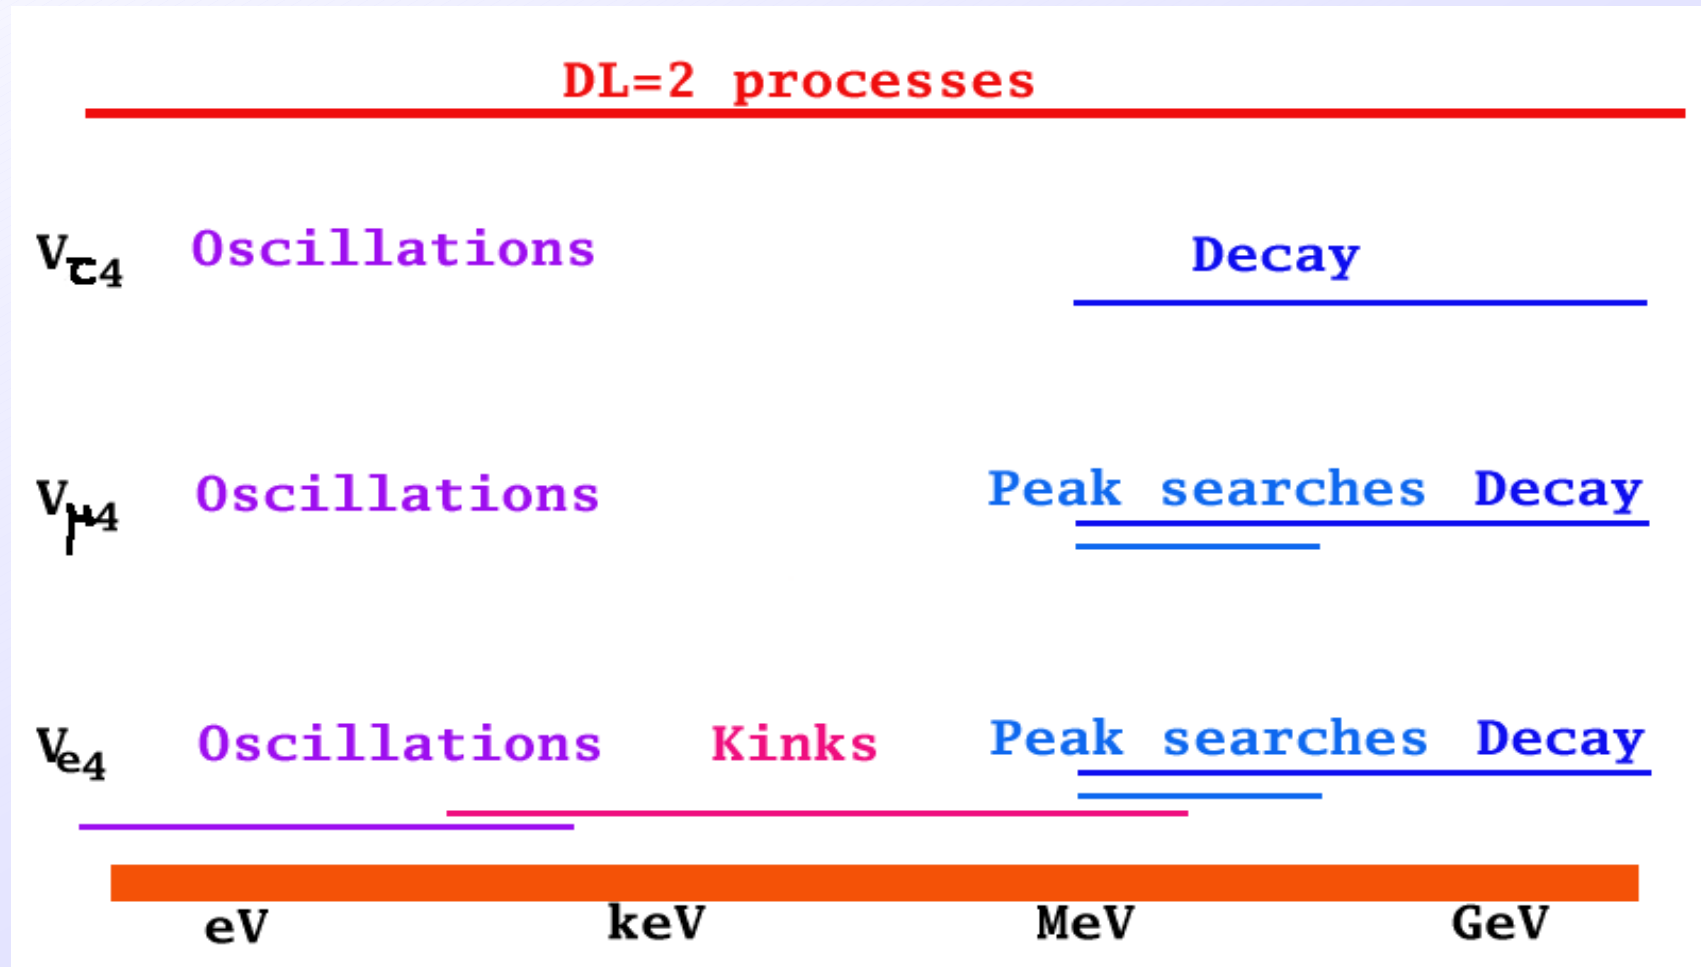 DL=2 processes
Vτ4 Oscillations Decay
Vμ4 Oscillations Peak searches Decay
Ve4 Oscillations Kinks Peak searches Decay
eV keV MeV GeV